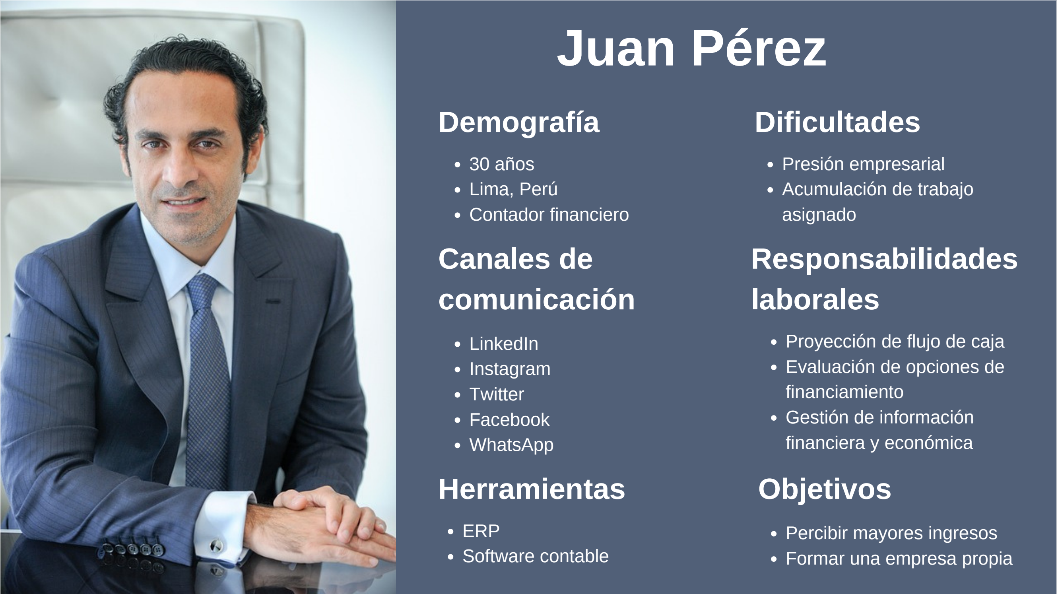 Juan Pérez
Demografía
• 30 años
• Lima, Perú
• Contador financiero
Canales de
comunicación
• LinkedIn
• Instagram
• Twitter
• Facebook
• WhatsApp
Herramientas
• ERP
• Software contable
Dificultades
• Presión empresarial
• Acumulación de trabajo
asignado
Responsabilidades
laborales
• Proyección de flujo de caja
• Evaluación de opciones de
financiamiento
• Gestión de información
financiera y económica
Objetivos
• Percibir mayores ingresos
• Formar una empresa propia